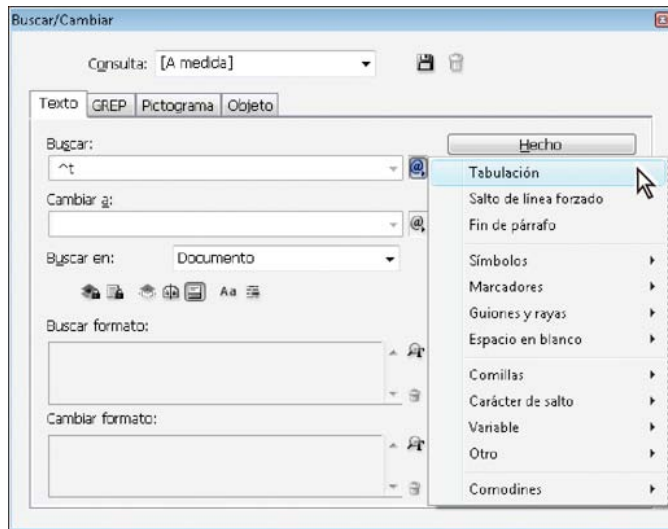 Buscar/Cambiar
Consulta: [A medida]
Texto GREP Pictograma Objeto
Buscar:
^t
Cambiar a:
Buscar en: Documento
Aa
Buscar formato:
Cambiar formato:
Hecho
Tabulación
Salto de línea forzado
Fin de párrafo
Símbolos
Marcadores
Guiones y rayas
Espacio en blanco
Comillas
Carácter de salto
Variable
Otro
Comodines